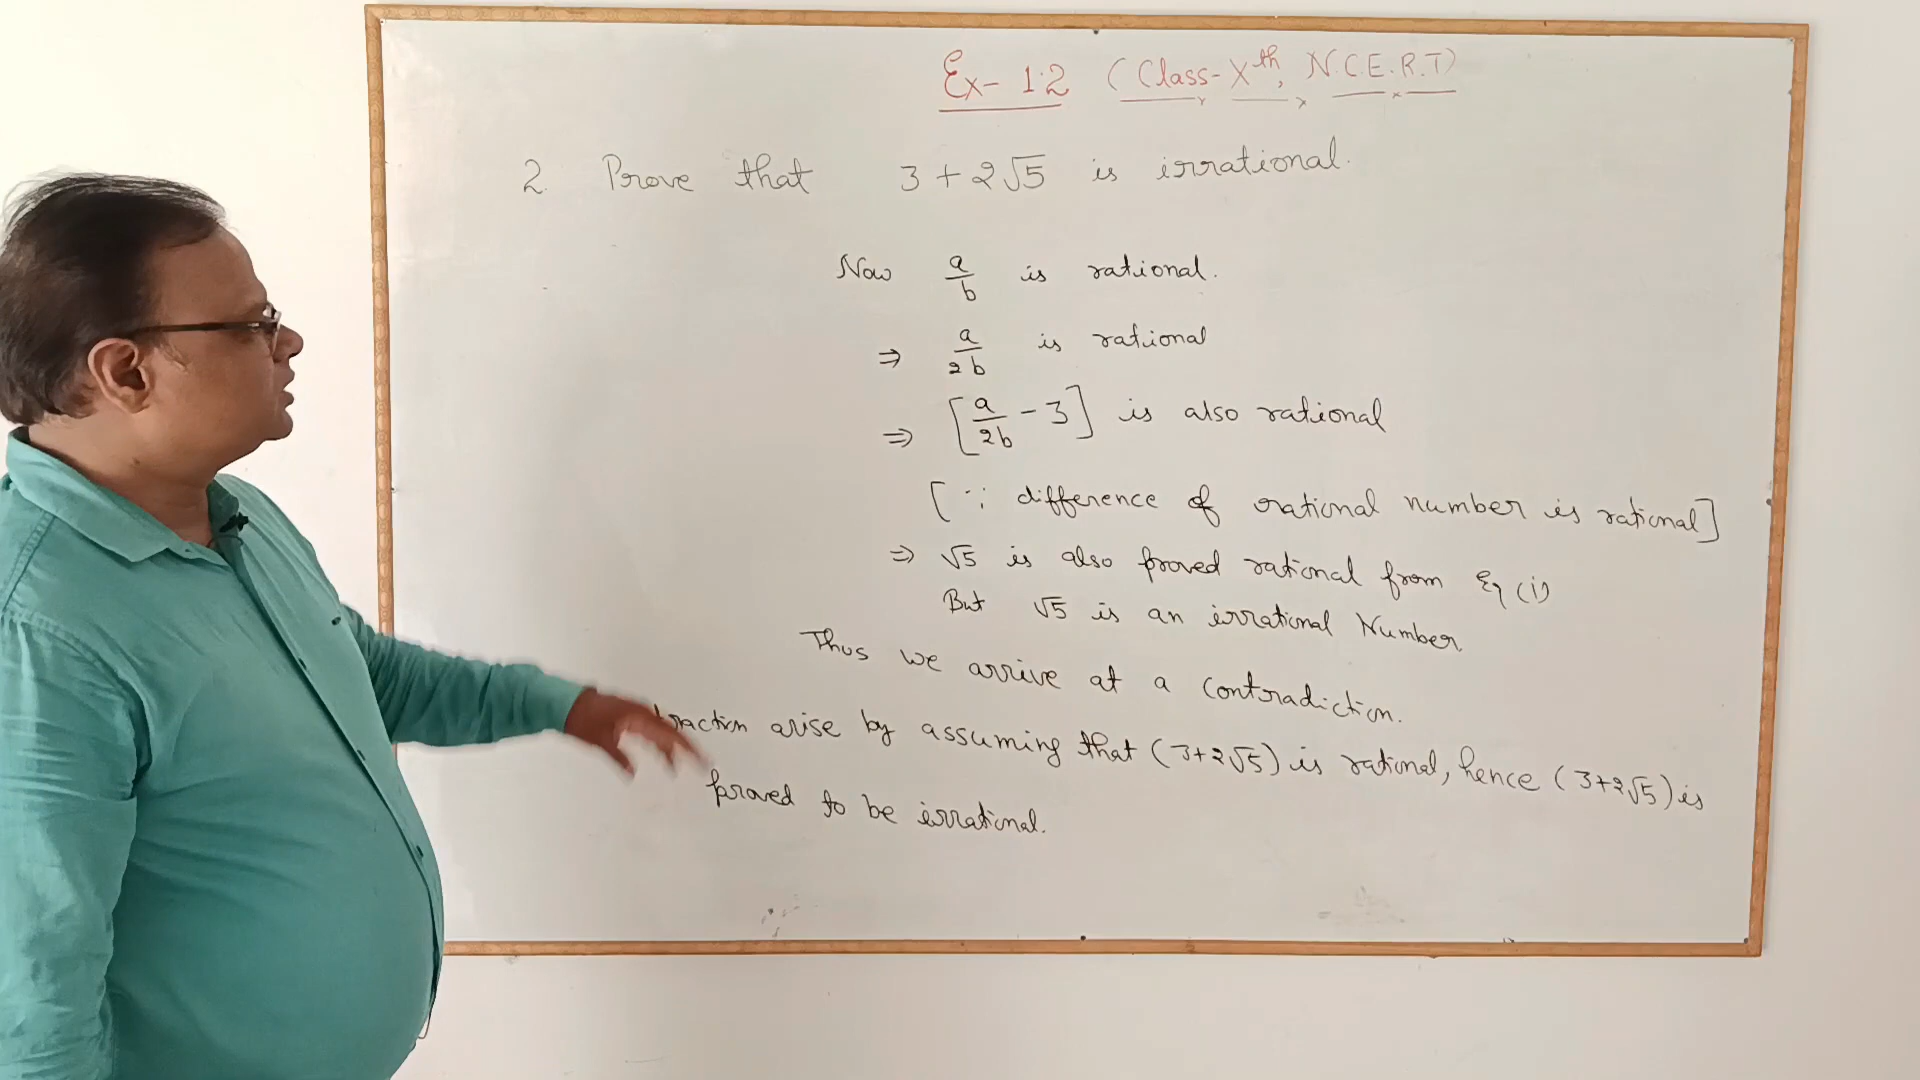 Ex- 1.2 (Class-Xth, N.C.E.R.T)
2. Prove that 3+2√5 is irrational.
Now a/b is rational.
⇒ a/2b is rational
⇒ [a/2b - 3] is also rational
[∵ difference of rational number is rational]
⇒ √5 is also proved rational from Eq (i)
But √5 is an irrational Number
Thus we arrive at a contradiction.
arise by assuming that (3+2√5) is rational, hence (3+2√5) is
proved to be irrational.